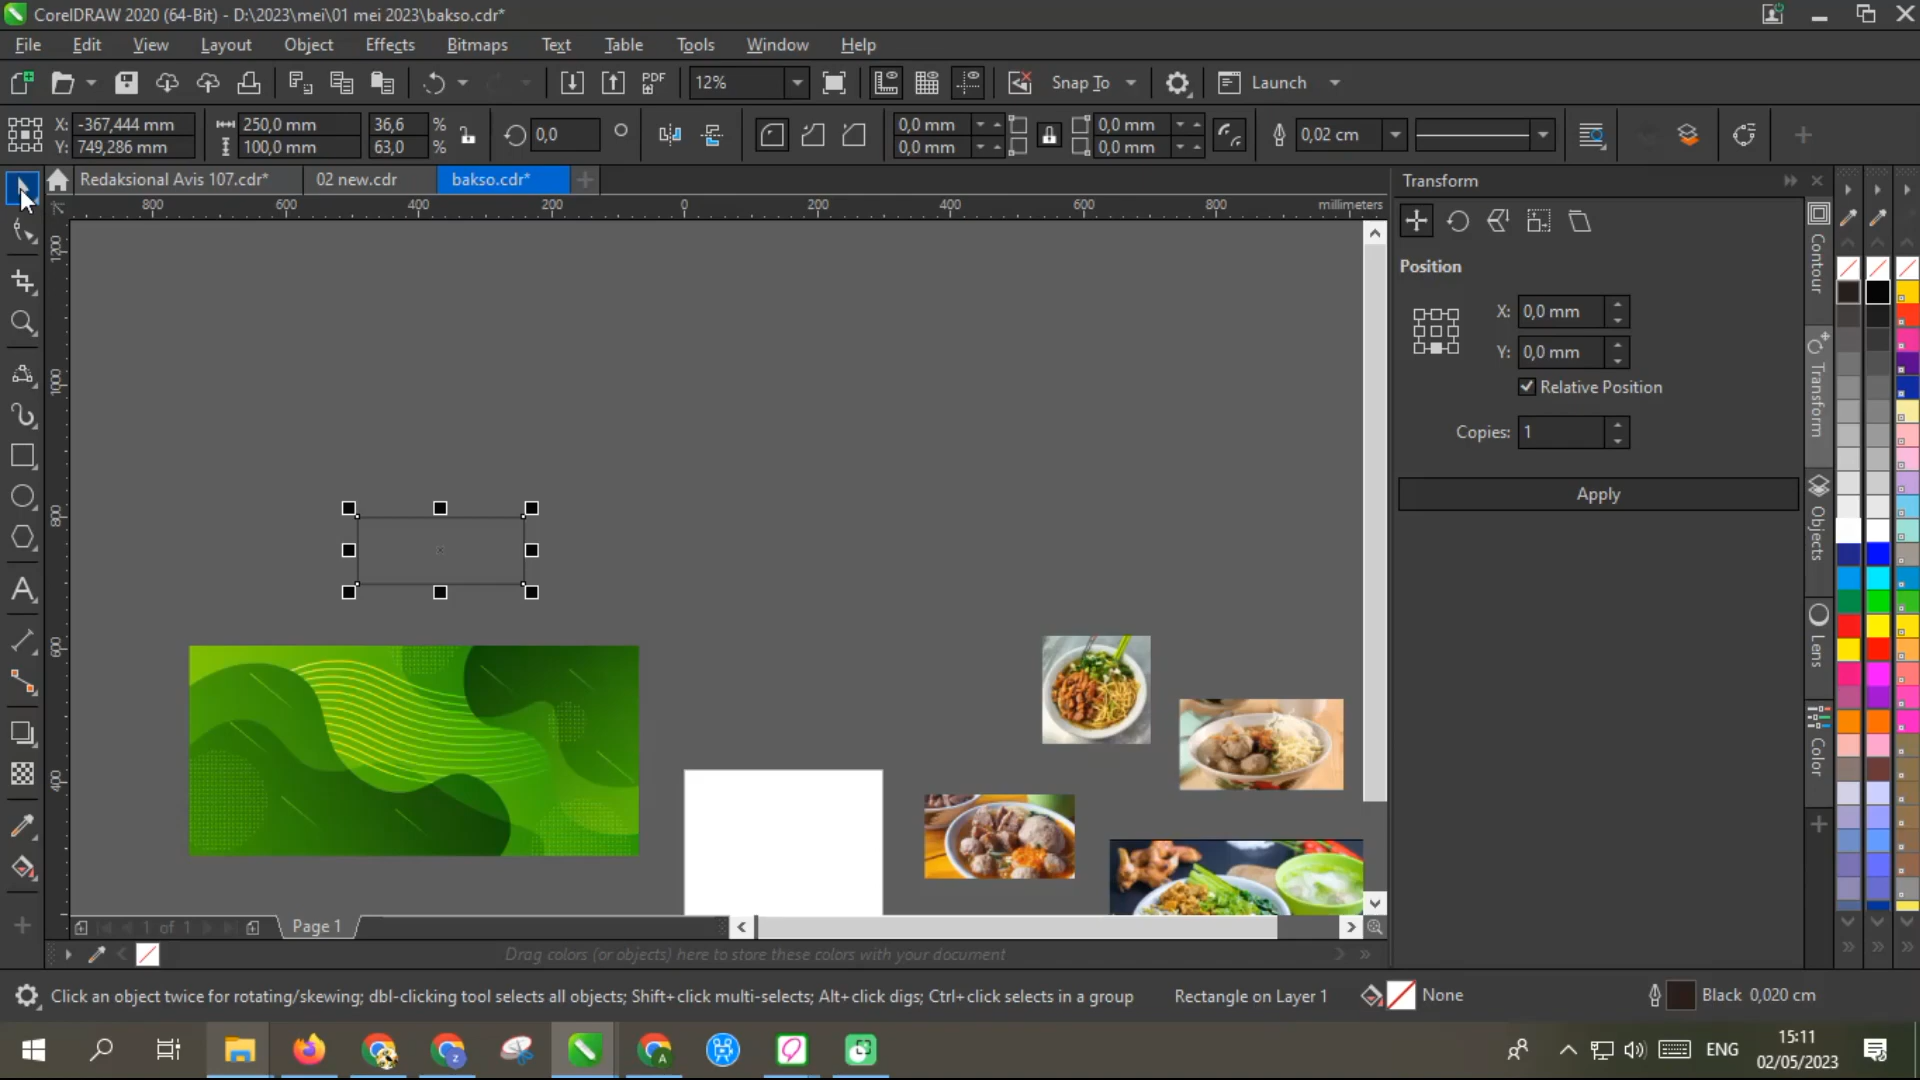 CorelDRAW 2020 (64-Bit) - D:\2023\mei\01 mei 2023\bakso.cdr*
File Edit View Layout Object Effects Bitmaps Text Table Tools Window Help
PDF 12% Snap To Launch
X: -367,444 mm 250,0 mm 36,6 % 0,0 0,0 mm 0,0 mm 0,02 cm
Y: 749,286 mm 100,0 mm 63,0 % 0,0 mm 0,0 mm
Redaksional Avis 107.cdr* 02 new.cdr bakso.cdr*
800 600 400 200 0 200 400 600 800 millimeters
1200
1000
800
600
400
Transform
Position
X: 0,0 mm
Y: 0,0 mm
Relative Position
Copies: 1
Apply
Contour
Transform
Objects
Lens
Color
1 of 1 Page 1
Drag colors (or objects) here to store these colors with your document
Click an object twice for rotating/skewing; dbl-clicking tool selects all objects; Shift+click multi-selects; Alt+click digs; Ctrl+click selects in a group Rectangle on Layer 1 None Black 0,020 cm
Z A ENG 15:11
02/05/2023